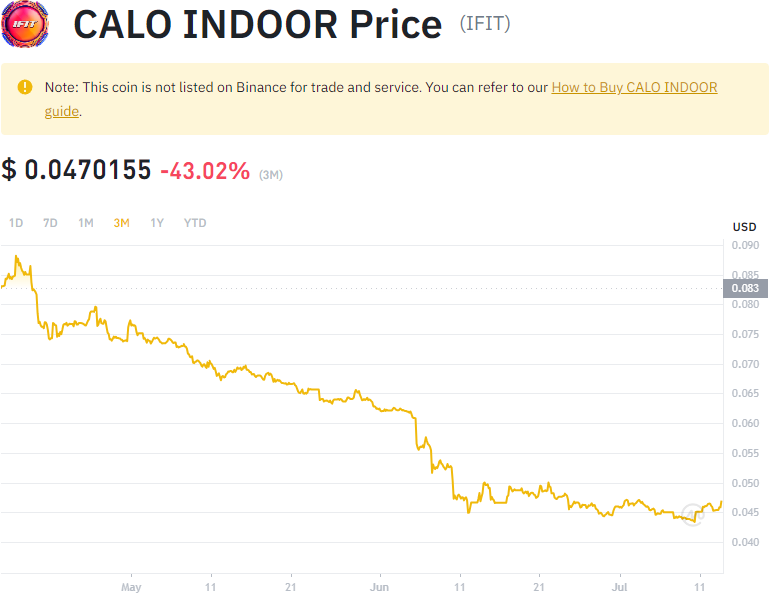 IFIT
CALO INDOOR Price (IFIT)
Note: This coin is not listed on Binance for trade and service. You can refer to our How to Buy CALO INDOOR
guide.
$ 0.0470155 -43.02% (3M)
1D 7D 1M 3M 1Y YTD
USD
0.090
0.085
0.083
0.080
0.075
0.070
0.065
0.060
0.055
0.050
0.045
0.040
May 11 21 Jun 11 21 Jul 11